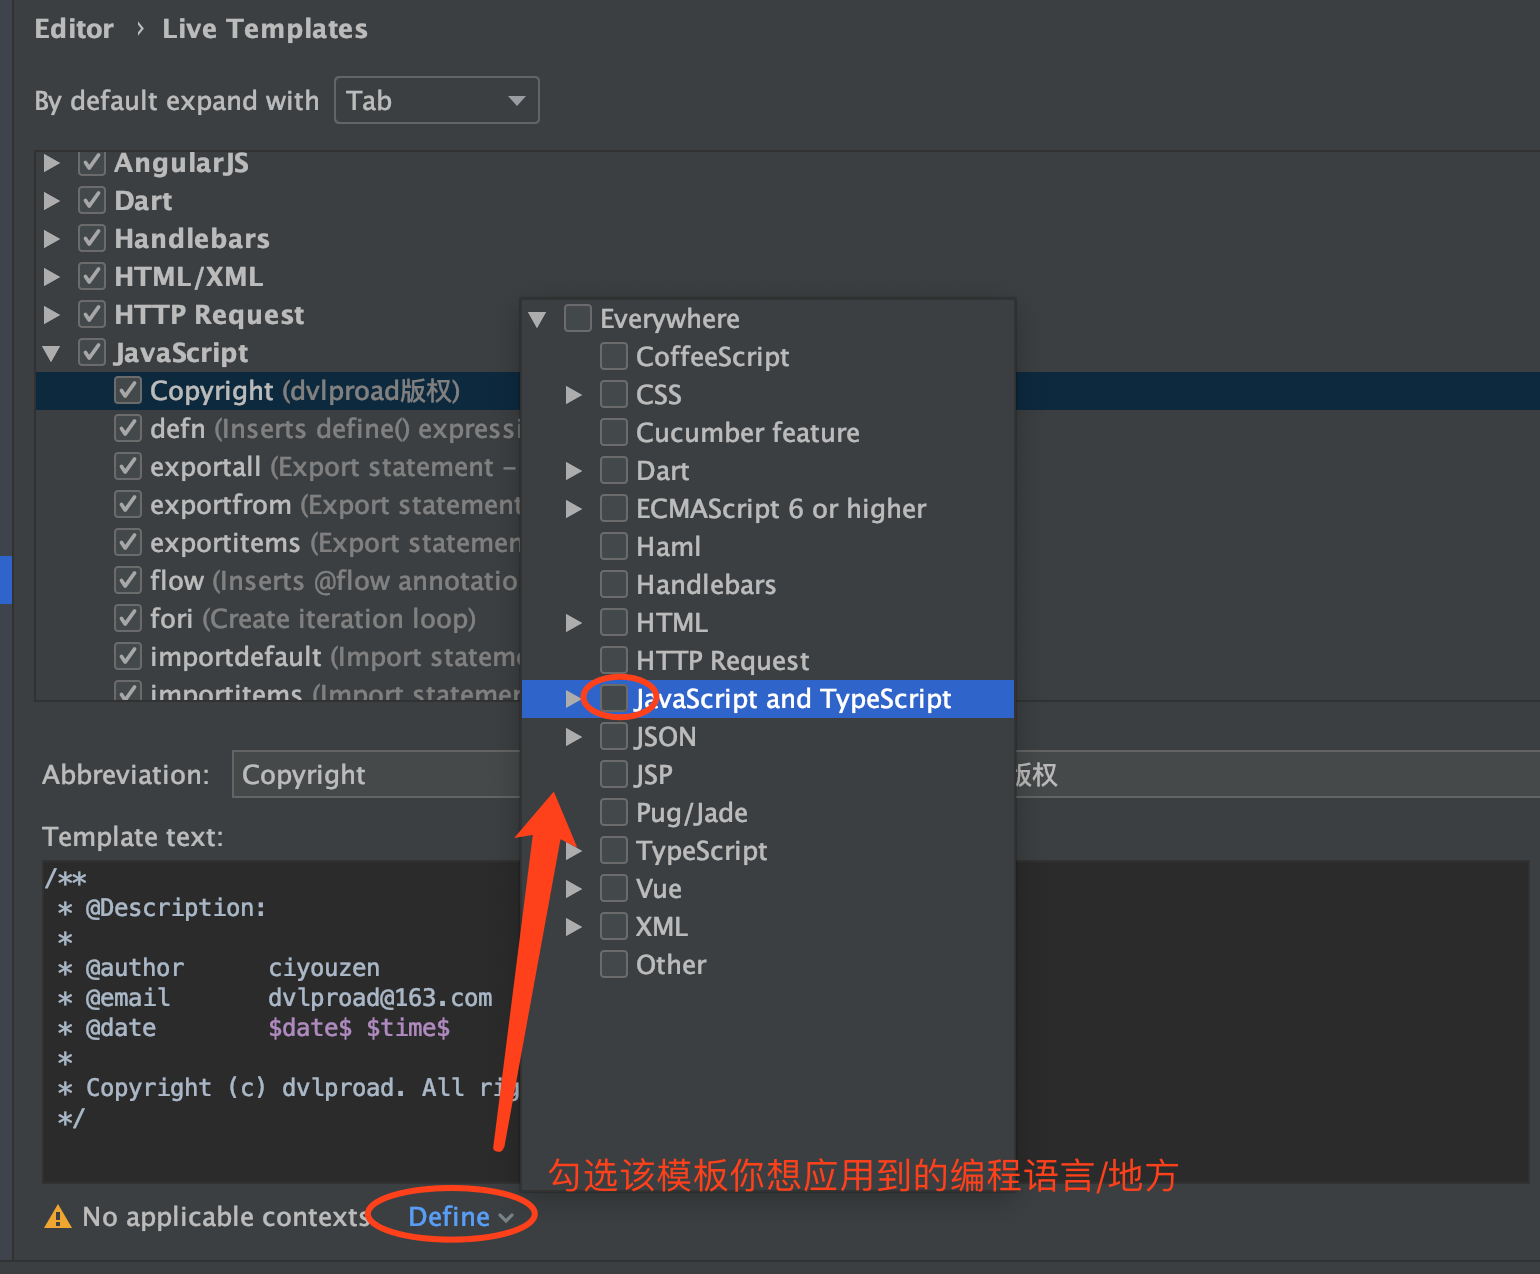 Editor › Live Templates
By default expand with Tab
AngularJS
Dart
Handlebars
HTML/XML
HTTP Request
JavaScript
Copyright (dvlproad版权)
defn (Inserts define() expressi
exportall (Export statement –
exportfrom (Export statement
exportitems (Export statemen
flow (Inserts @flow annotatio
fori (Create iteration loop)
importdefault (Import stateme
importitems (Import statemer
Everywhere
CoffeeScript
CSS
Cucumber feature
Dart
ECMAScript 6 or higher
Haml
Handlebars
HTML
HTTP Request
JavaScript and TypeScript
JSON
JSP
Pug/Jade
TypeScript
Vue
XML
Other
Abbreviation: Copyright
版权
Template text:
/**
* @Description:
*
* @author ciyouzen
* @email dvlproad@163.com
* @date $date$ $time$
*
* Copyright (c) dvlproad. All rig
*/
勾选该模板你想应用到的编程语言/地方
No applicable contexts Define